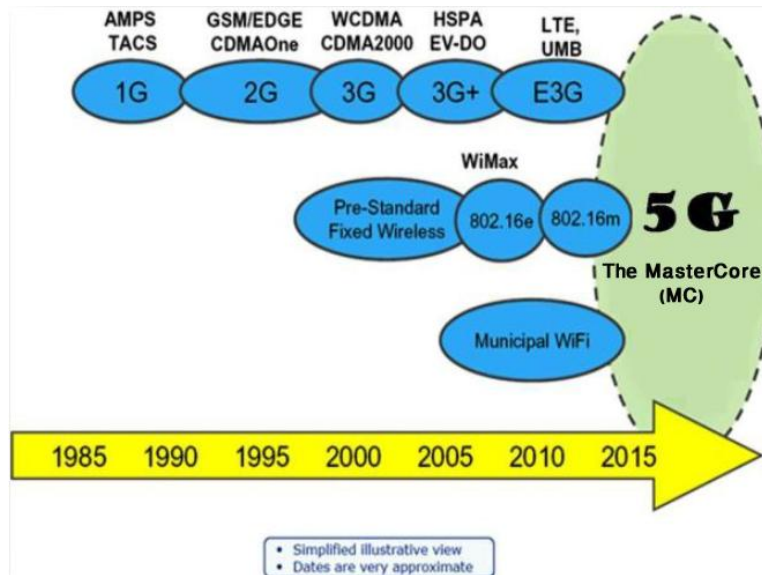 AMPS
TACS
GSM/EDGE
CDMAOne
WCDMA
CDMA2000
HSPA
EV-DO
LTE,
UMB
1G
2G
3G
3G+
E3G
WiMax
Pre-Standard
Fixed Wireless
802.16e
802.16m
5G
The MasterCore
(MC)
Municipal WiFi
1985 1990 1995 2000 2005 2010 2015
• Simplified illustrative view
• Dates are very approximate